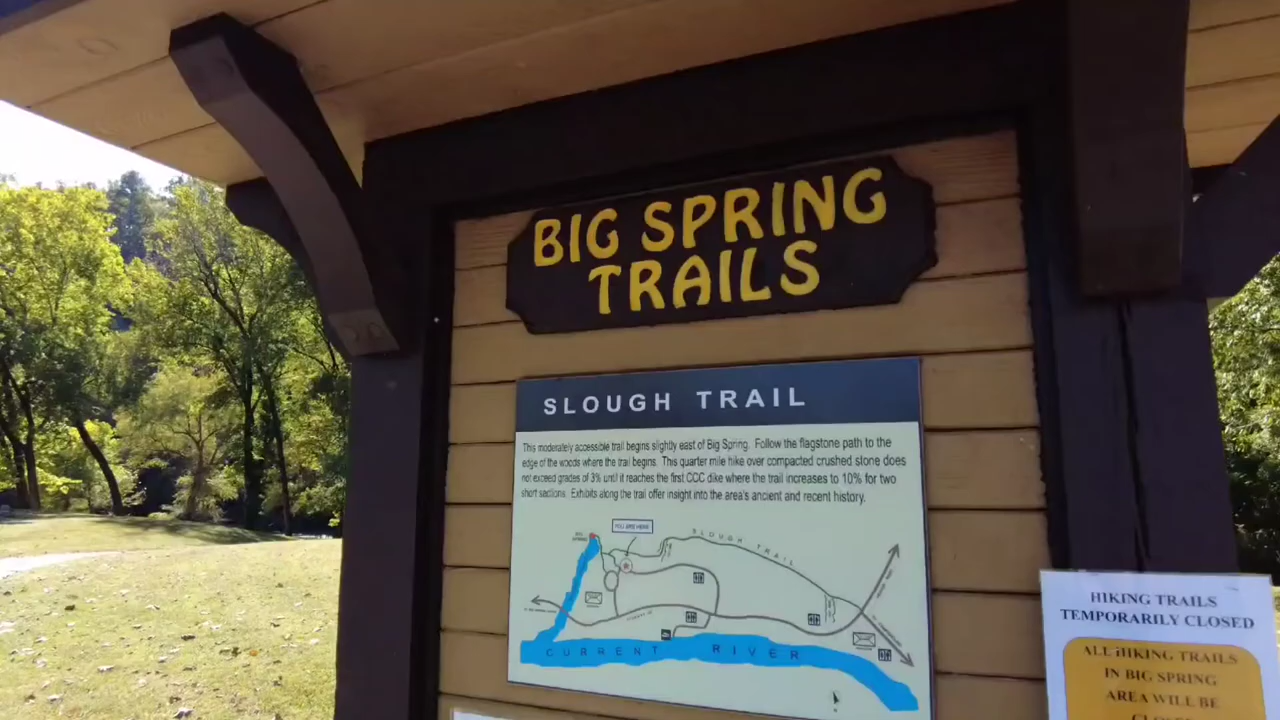 BIG SPRING
TRAILS
SLOUGH TRAIL
This moderately accessible trail begins slightly east of Big Spring. Follow the flagstone path to the
edge of the woods where the trail begins. This quarter mile hike over compacted crushed stone does
not exceed grades of 3% until it reaches the first CCC dike where the trail increases to 10% for two
short sections. Exhibits along the trail offer insight into the area's ancient and recent history.
YOU ARE HERE
BIG
SPRING
SLOUGH TRAIL
CURRENT RIVER
HIKING TRAILS
TEMPORARILY CLOSED
ALL HIKING TRAILS
IN BIG SPRING
AREA WILL BE